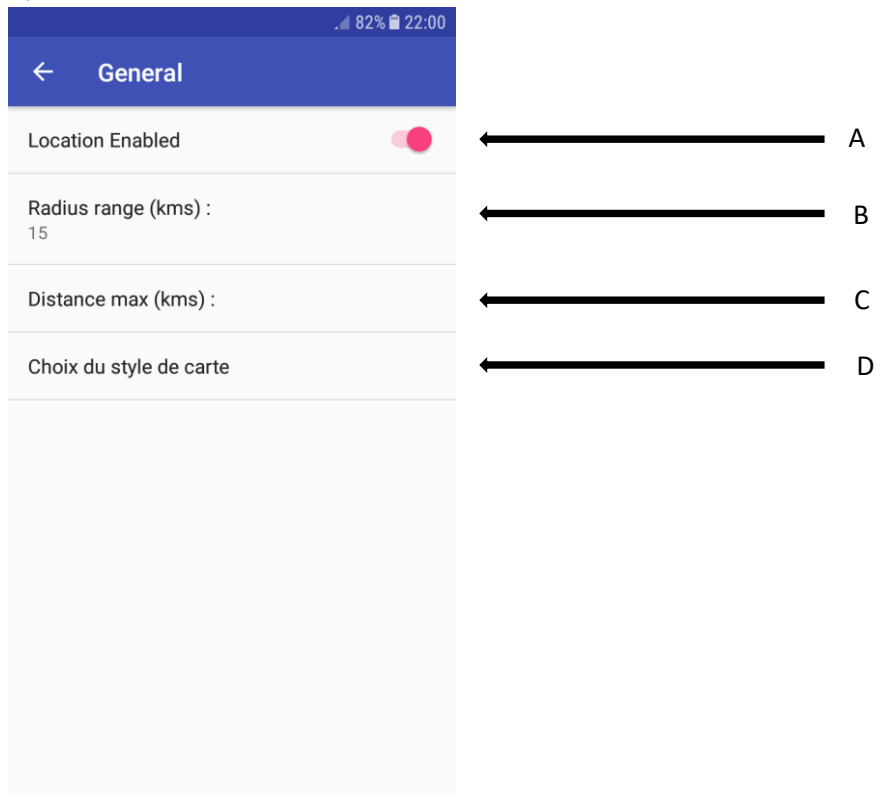 82% 22:00
General
Location Enabled
A
Radius range (kms) :
15
B
Distance max (kms) :
C
Choix du style de carte
D